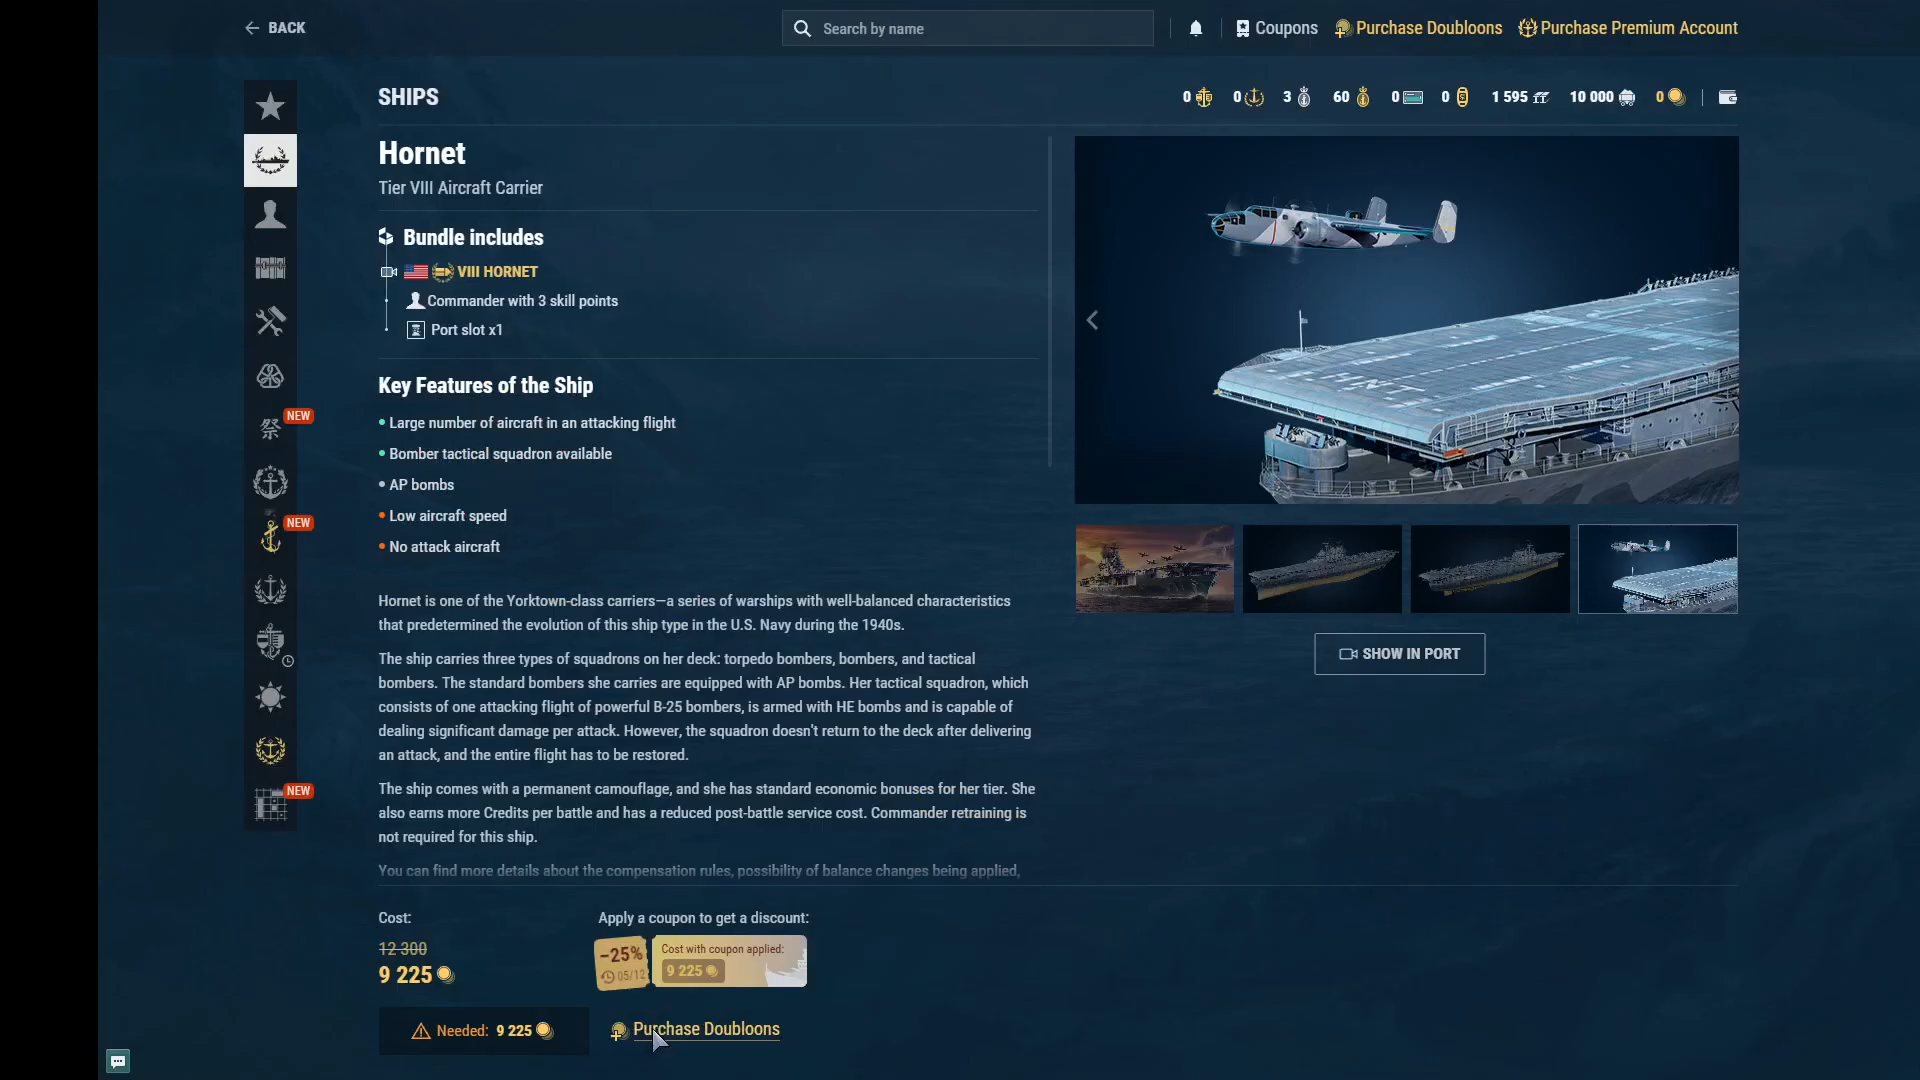 BACK
Search by name
Coupons
Purchase Doubloons
Purchase Premium Account
SHIPS
0 0 3 60 0 0 1 595 10 000 0
Hornet
Tier VIII Aircraft Carrier
Bundle includes
VIII HORNET
Commander with 3 skill points
Port slot x1
Key Features of the Ship
Large number of aircraft in an attacking flight
Bomber tactical squadron available
AP bombs
Low aircraft speed
No attack aircraft
NEW
祭
NEW
NEW
Hornet is one of the Yorktown-class carriers—a series of warships with well-balanced characteristics
that predetermined the evolution of this ship type in the U.S. Navy during the 1940s.
The ship carries three types of squadrons on her deck: torpedo bombers, bombers, and tactical
bombers. The standard bombers she carries are equipped with AP bombs. Her tactical squadron, which
consists of one attacking flight of powerful B-25 bombers, is armed with HE bombs and is capable of
dealing significant damage per attack. However, the squadron doesn't return to the deck after delivering
an attack, and the entire flight has to be restored.
The ship comes with a permanent camouflage, and she has standard economic bonuses for her tier. She
also earns more Credits per battle and has a reduced post-battle service cost. Commander retraining is
not required for this ship.
You can find more details about the compensation rules, possibility of balance changes being applied,
SHOW IN PORT
Cost:
12 300
9 225
Apply a coupon to get a discount:
-25%
05/12
Cost with coupon applied:
9 225
Needed: 9 225
Purchase Doubloons